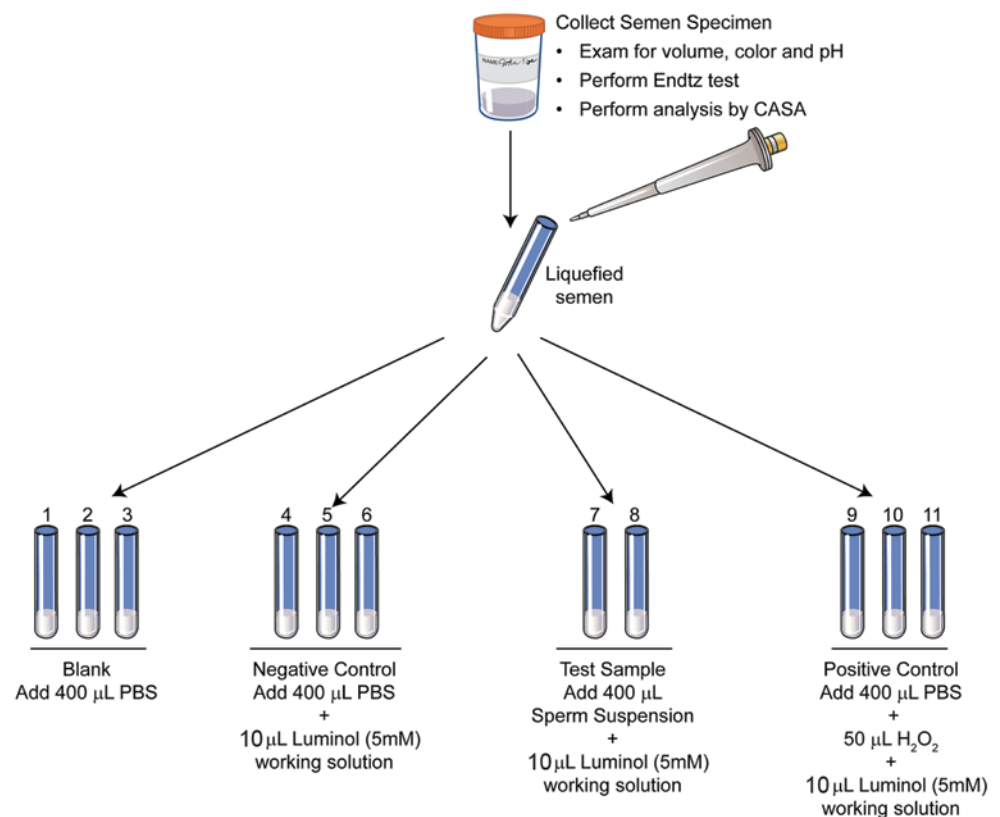 Collect Semen Specimen
• Exam for volume, color and pH
• Perform Endtz test
• Perform analysis by CASA
NAME: John
Liquefied
semen
1 2 3
4 5 6
7 8
9 10 11
Blank
Add 400 μL PBS
Negative Control
Add 400 μL PBS
+
10 μL Luminol (5mM)
working solution
Test Sample
Add 400 μL
Sperm Suspension
+
10 μL Luminol (5mM)
working solution
Positive Control
Add 400 μL PBS
+
50 μL H₂O₂
+
10 μL Luminol (5mM)
working solution